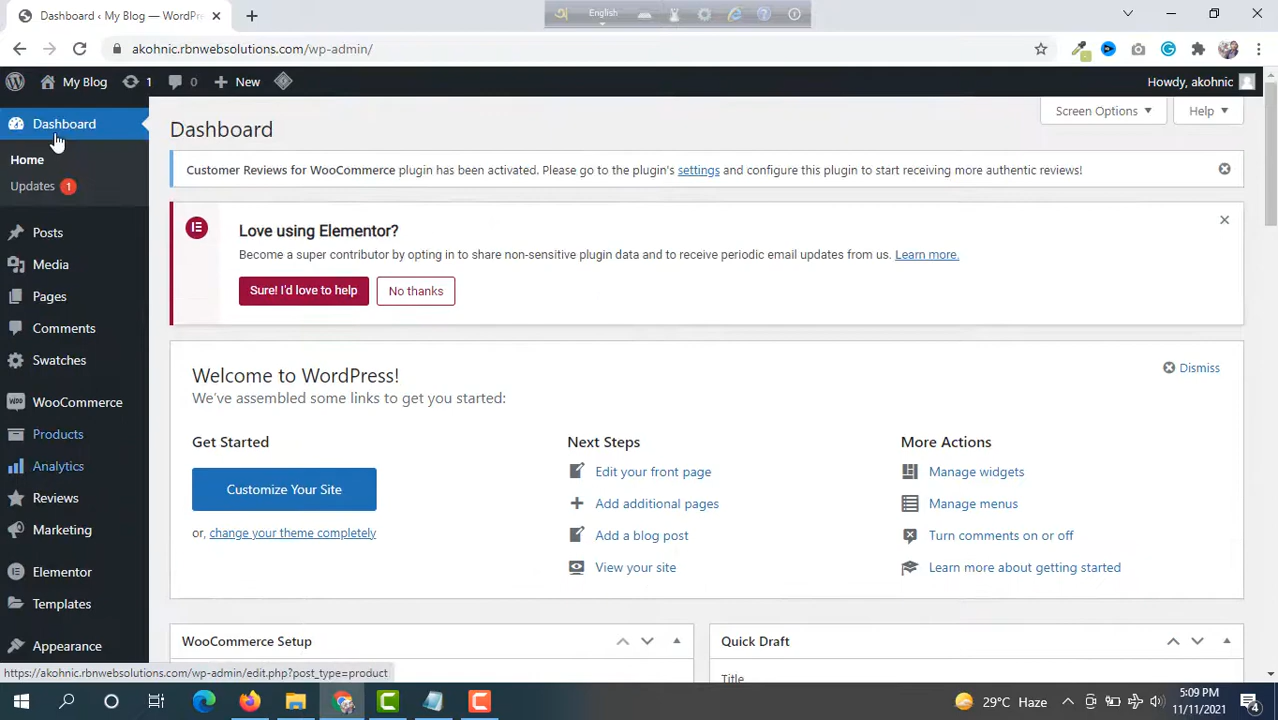 Dashboard ‹ My Blog — WordPre
English
akohnic.rbnwebsolutions.com/wp-admin/
My Blog
1
0
New
Howdy, akohnic
Dashboard
Home
Updates 1
Posts
Media
Pages
Comments
Swatches
WooCommerce
Products
Analytics
Reviews
Marketing
Elementor
Templates
Appearance
Dashboard
Screen Options
Help
Customer Reviews for WooCommerce plugin has been activated. Please go to the plugin's settings and configure this plugin to start receiving more authentic reviews!
Love using Elementor?
Become a super contributor by opting in to share non-sensitive plugin data and to receive periodic email updates from us. Learn more.
Sure! I'd love to help
No thanks
Welcome to WordPress!
We've assembled some links to get you started:
Dismiss
Get Started
Customize Your Site
or, change your theme completely
Next Steps
Edit your front page
Add additional pages
Add a blog post
View your site
More Actions
Manage widgets
Manage menus
Turn comments on or off
Learn more about getting started
WooCommerce Setup
Quick Draft
Title
https://akohnic.rbnwebsolutions.com/wp-admin/edit.php?post_type=product
29°C Haze
5:09 PM
11/11/2021
4